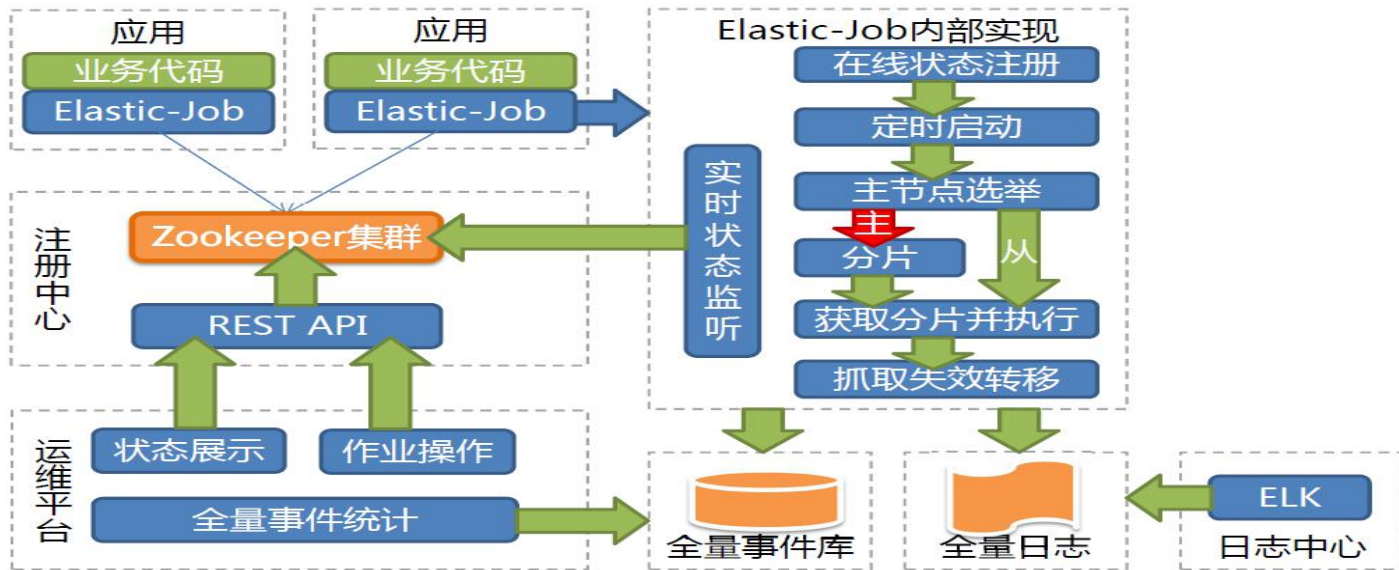 应用
业务代码
Elastic-Job
应用
业务代码
Elastic-Job
注册中心
Zookeeper集群
REST API
运维平台
状态展示
作业操作
全量事件统计
Elastic-Job内部实现
实时状态监听
在线状态注册
定时启动
主节点选举
主
从
分片
获取分片并执行
抓取失效转移
全量事件库
全量日志
ELK
日志中心